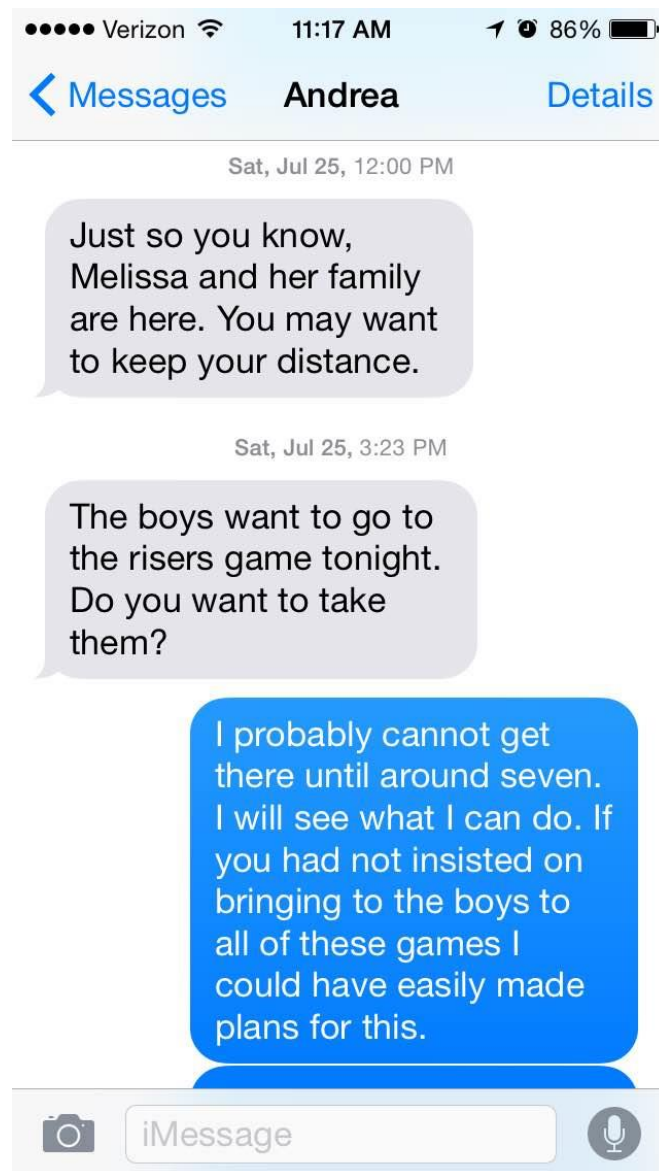 Verizon 11:17 AM 86%
Messages Andrea Details
Sat, Jul 25, 12:00 PM
Just so you know,
Melissa and her family
are here. You may want
to keep your distance.
Sat, Jul 25, 3:23 PM
The boys want to go to
the risers game tonight.
Do you want to take
them?
I probably cannot get
there until around seven.
I will see what I can do. If
you had not insisted on
bringing to the boys to
all of these games I
could have easily made
plans for this.
iMessage